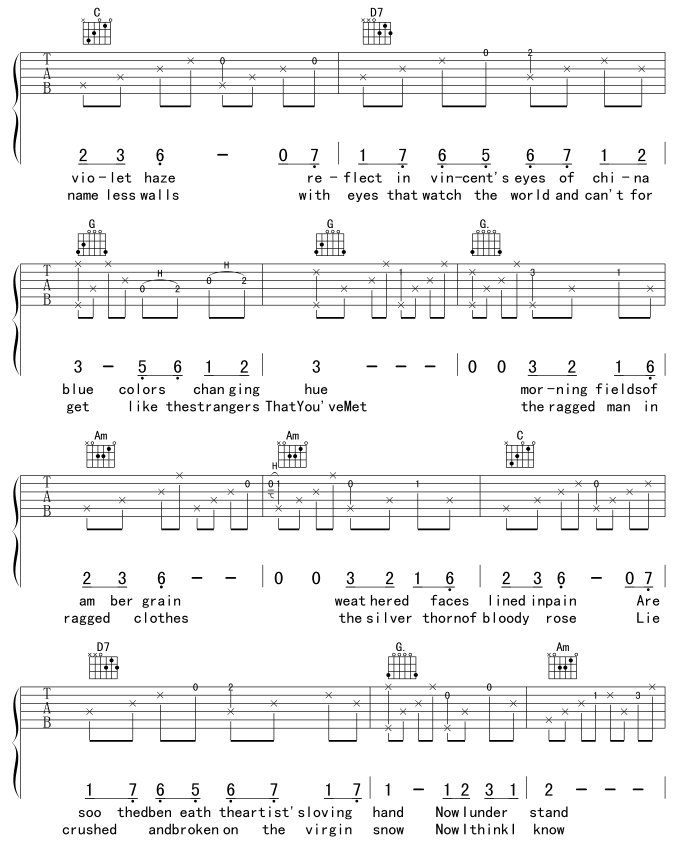 C D7
T A B 0 0 0 2
2 3 6 – 0 7 | 1 7 6 5 6 7 1 2
vio-let haze re-flect in vin-cent's eyes of chi-na
name less walls with eyes that watch the world and can't for
G G G.
H H
T A B 0 2 0 2 1 3 1
3 – 5 6 1 2 | 3 – – – | 0 0 3 2 1 6
blue colors chan ging hue mor-ning fieldsof
get like thestrangers ThatYou'veMet the ragged man in
Am Am C
H
T A B 0 0 1 0 1 0
2 3 6 – – | 0 0 3 2 1 6 | 2 3 6 – 0 7
am ber grain weat hered faces lined inpain Are
ragged clothes the silver thornof bloody rose Lie
D7 G. Am
T A B 0 2 0 0 1 3
1 7 6 5 6 7 1 7 | 1 – 1 2 3 1 | 2 – – – |
soo thedben eath theartist'sloving hand NowIunder stand
crushed andbroken on the virgin snow NowIthinkI know